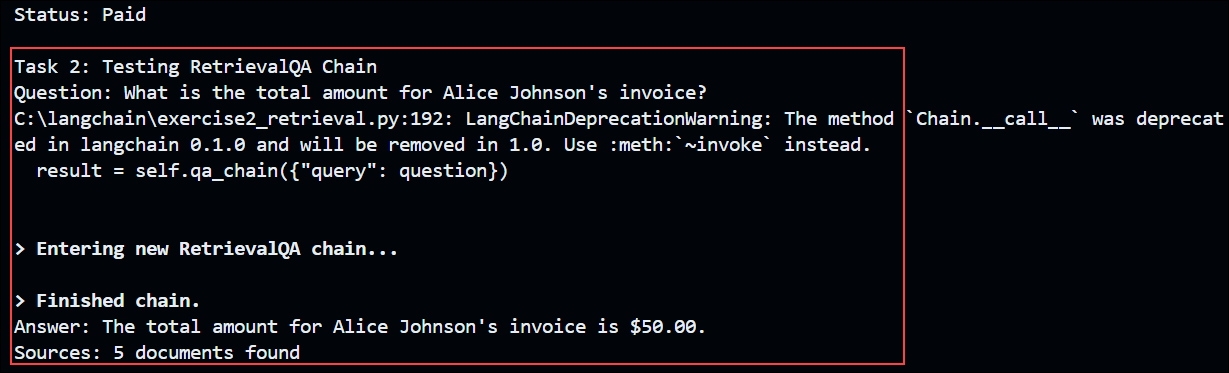 Status: Paid
Task 2: Testing RetrievalQA Chain
Question: What is the total amount for Alice Johnson's invoice?
C:\langchain\exercise2_retrieval.py:192: LangChainDeprecationWarning: The method `Chain.__call__` was deprecat
ed in langchain 0.1.0 and will be removed in 1.0. Use :meth:`~invoke` instead.
  result = self.qa_chain({"query": question})
> Entering new RetrievalQA chain...
> Finished chain.
Answer: The total amount for Alice Johnson's invoice is $50.00.
Sources: 5 documents found